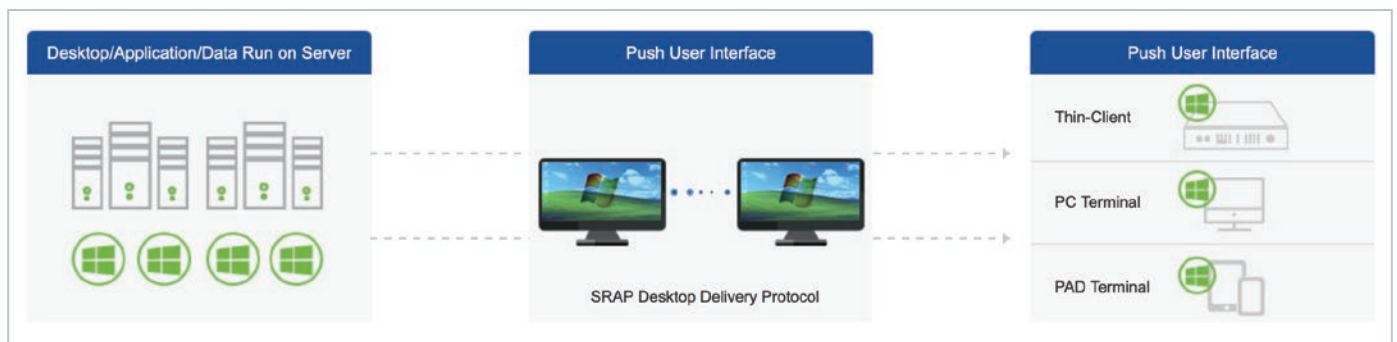 Desktop/Application/Data Run on Server
Push User Interface
SRAP Desktop Delivery Protocol
Push User Interface
Thin-Client
PC Terminal
PAD Terminal